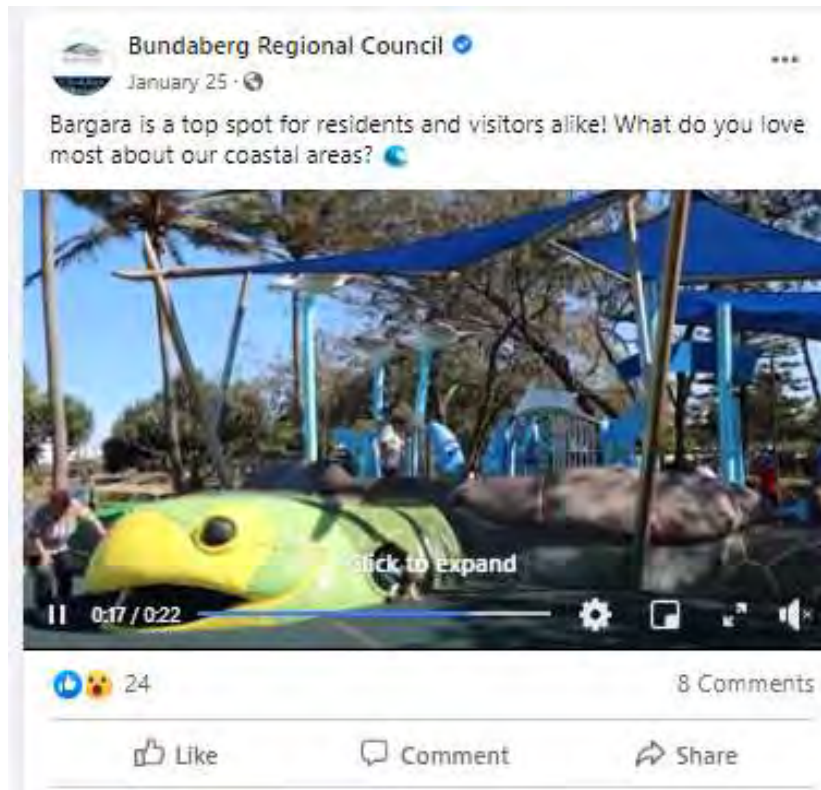 Bundaberg Regional Council
January 25 ·
Bargara is a top spot for residents and visitors alike! What do you love
most about our coastal areas?
Click to expand
0:17 / 0:22
24
8 Comments
Like Comment Share